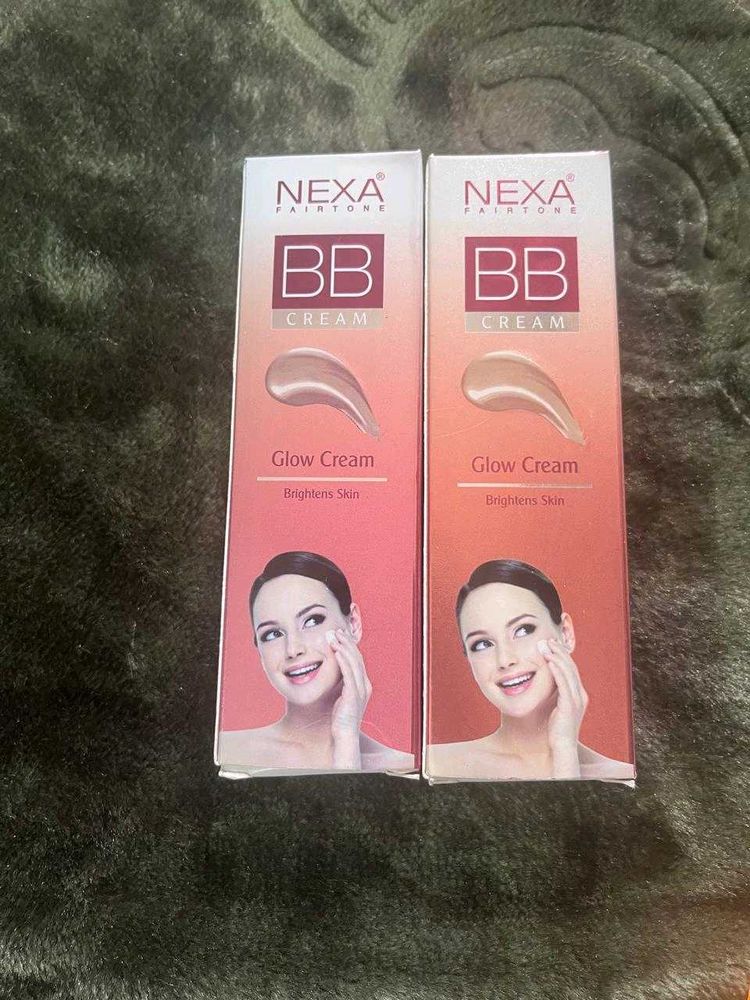 NEXA®
FAIRTONE
BB
CREAM
Glow Cream
Brightens Skin
NEXA®
FAIRTONE
BB
CREAM
Glow Cream
Brightens Skin